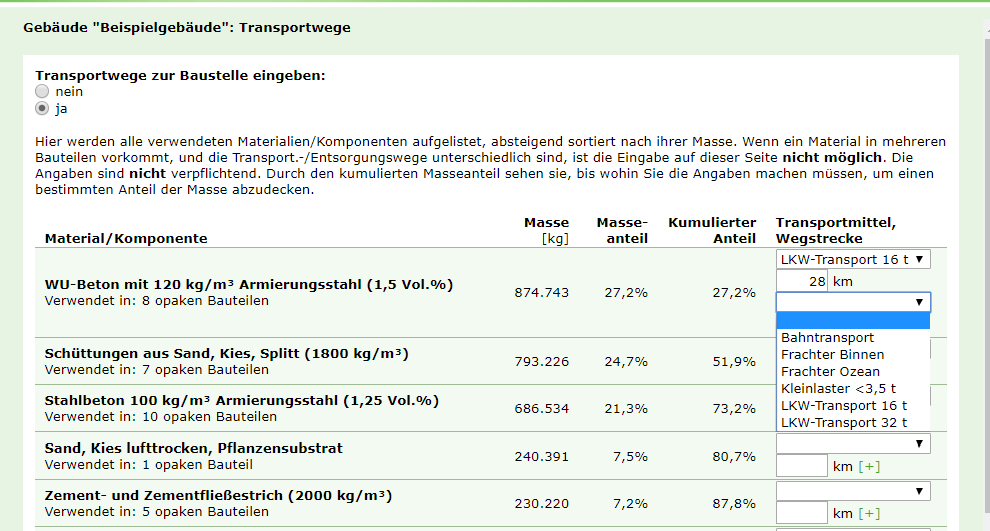 Gebäude "Beispielgebäude": Transportwege
Transportwege zur Baustelle eingeben:
nein
ja
Hier werden alle verwendeten Materialien/Komponenten aufgelistet, absteigend sortiert nach ihrer Masse. Wenn ein Material in mehreren
Bauteilen vorkommt, und die Transport.-/Entsorgungswege unterschiedlich sind, ist die Eingabe auf dieser Seite nicht möglich. Die
Angaben sind nicht verpflichtend. Durch den kumulierten Masseanteil sehen sie, bis wohin Sie die Angaben machen müssen, um einen
bestimmten Anteil der Masse abzudecken.
Material/Komponente Masse [kg] Masse-anteil Kumulierter Anteil Transportmittel, Wegstrecke
LKW-Transport 16 t
WU-Beton mit 120 kg/m³ Armierungsstahl (1,5 Vol.%)
Verwendet in: 8 opaken Bauteilen
874.743 27,2% 27,2%
28 km
Bahntransport
Frachter Binnen
Frachter Ozean
Kleinlaster <3,5 t
LKW-Transport 16 t
LKW-Transport 32 t
Schüttungen aus Sand, Kies, Splitt (1800 kg/m³)
Verwendet in: 7 opaken Bauteilen
793.226 24,7% 51,9%
Stahlbeton 100 kg/m³ Armierungsstahl (1,25 Vol.%)
Verwendet in: 10 opaken Bauteilen
686.534 21,3% 73,2%
Sand, Kies lufttrocken, Pflanzensubstrat
Verwendet in: 1 opaken Bauteil
240.391 7,5% 80,7%
km [+]
Zement- und Zementfließestrich (2000 kg/m³)
Verwendet in: 5 opaken Bauteilen
230.220 7,2% 87,8%
km [+]